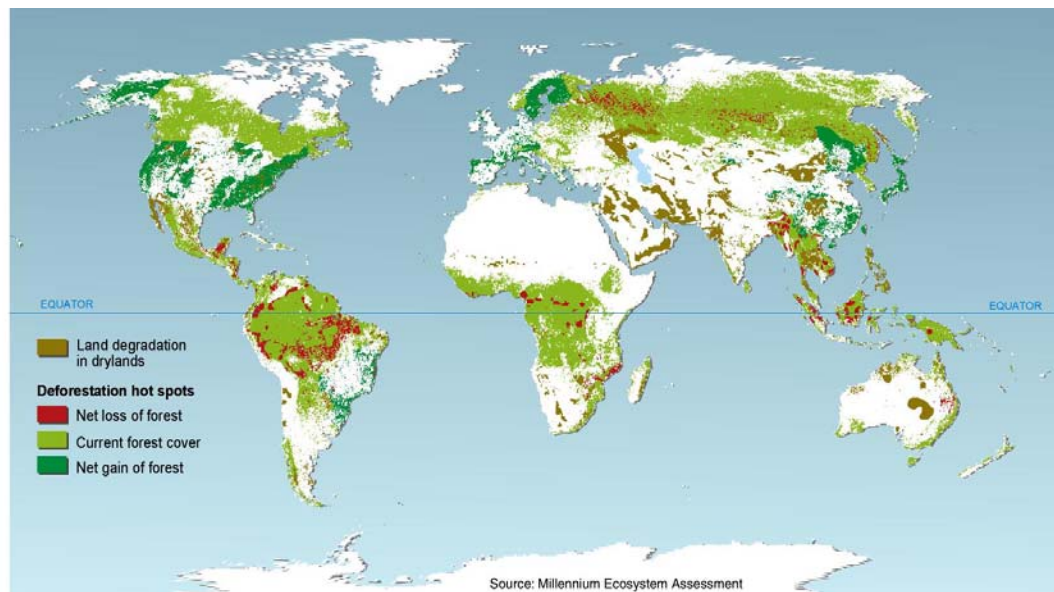 EQUATOR
EQUATOR
Land degradation
in drylands
Deforestation hot spots
Net loss of forest
Current forest cover
Net gain of forest
Source: Millennium Ecosystem Assessment